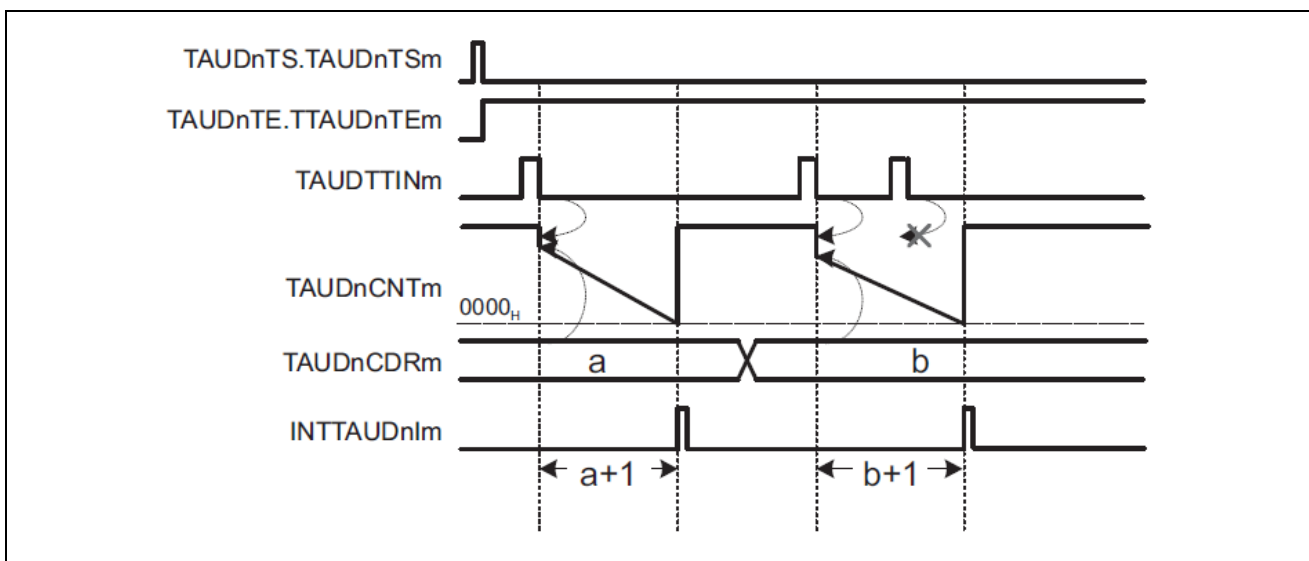 TAUDnTS.TAUDnTSm
TAUDnTE.TTAUDnTEm
TAUDTTINm
TAUDnCNTm
0000H
TAUDnCDRm
a
b
INTTAUDnIm
a+1
b+1